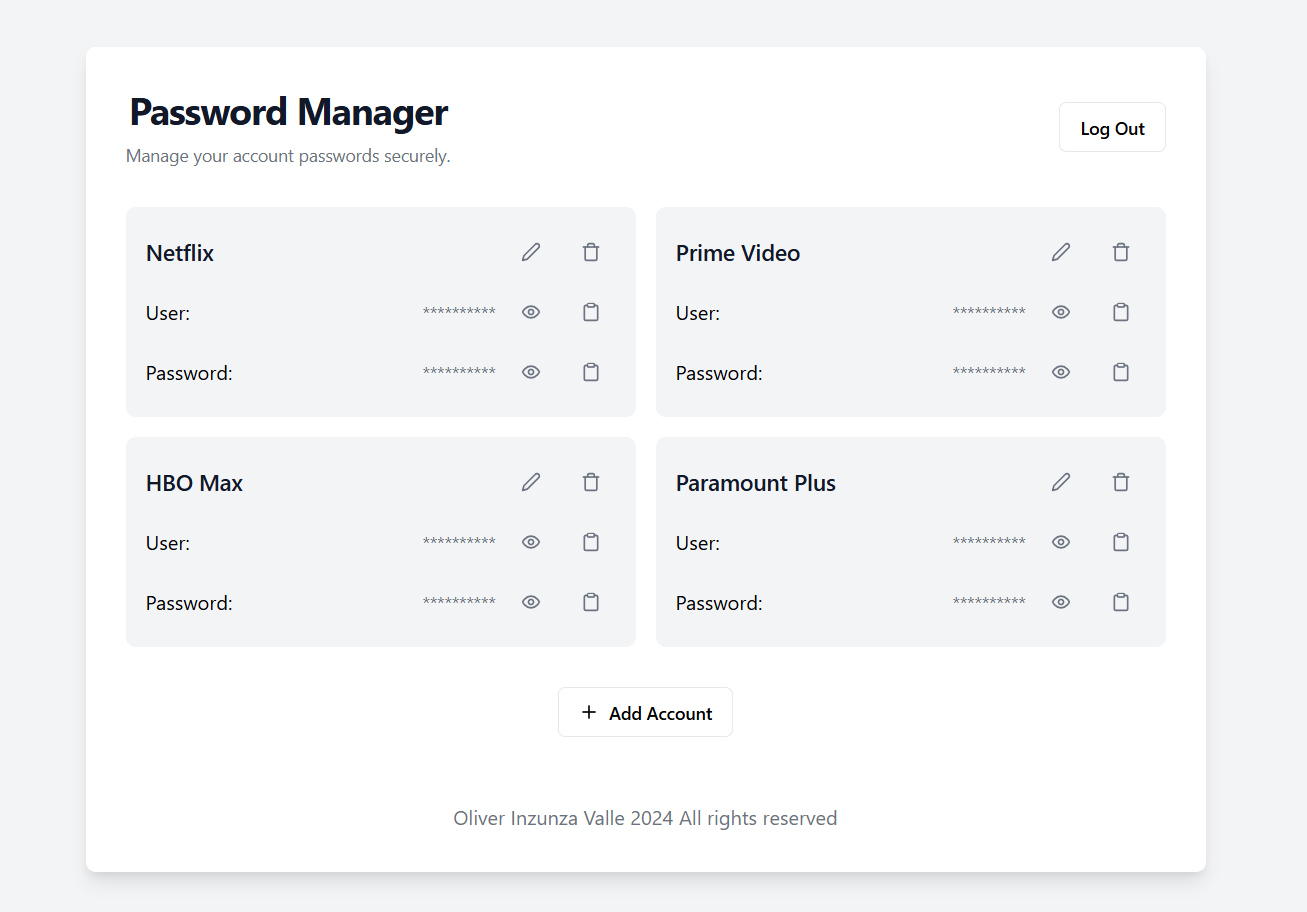 Password Manager
Manage your account passwords securely.
Log Out
Netflix
User: **********
Password: **********
Prime Video
User: **********
Password: **********
HBO Max
User: **********
Password: **********
Paramount Plus
User: **********
Password: **********
+ Add Account
Oliver Inzunza Valle 2024 All rights reserved